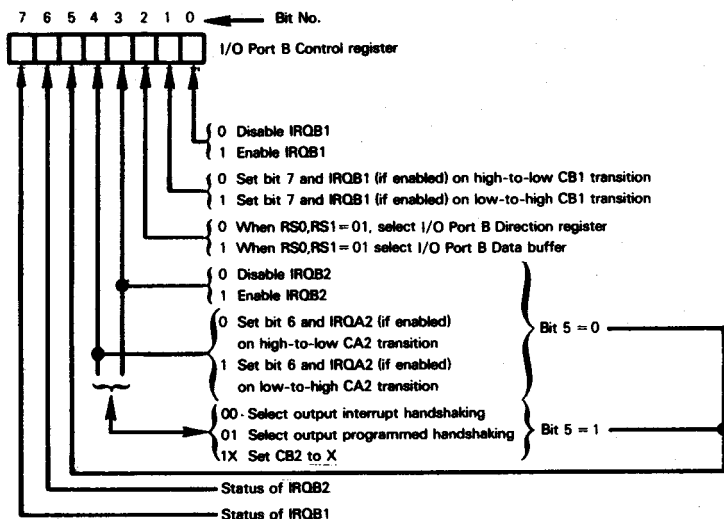 7 6 5 4 3 2 1 0 Bit No.
I/O Port B Control register
0 Disable IRQB1
1 Enable IRQB1
0 Set bit 7 and IRQB1 (if enabled) on high-to-low CB1 transition
1 Set bit 7 and IRQB1 (if enabled) on low-to-high CB1 transition
0 When RS0,RS1=01, select I/O Port B Direction register
1 When RS0,RS1=01 select I/O Port B Data buffer
0 Disable IRQB2
1 Enable IRQB2
0 Set bit 6 and IRQA2 (if enabled)
on high-to-low CA2 transition
1 Set bit 6 and IRQA2 (if enabled)
on low-to-high CA2 transition
Bit 5 = 0
00 Select output interrupt handshaking
01 Select output programmed handshaking
1X Set CB2 to X
Bit 5 = 1
Status of IRQB2
Status of IRQB1